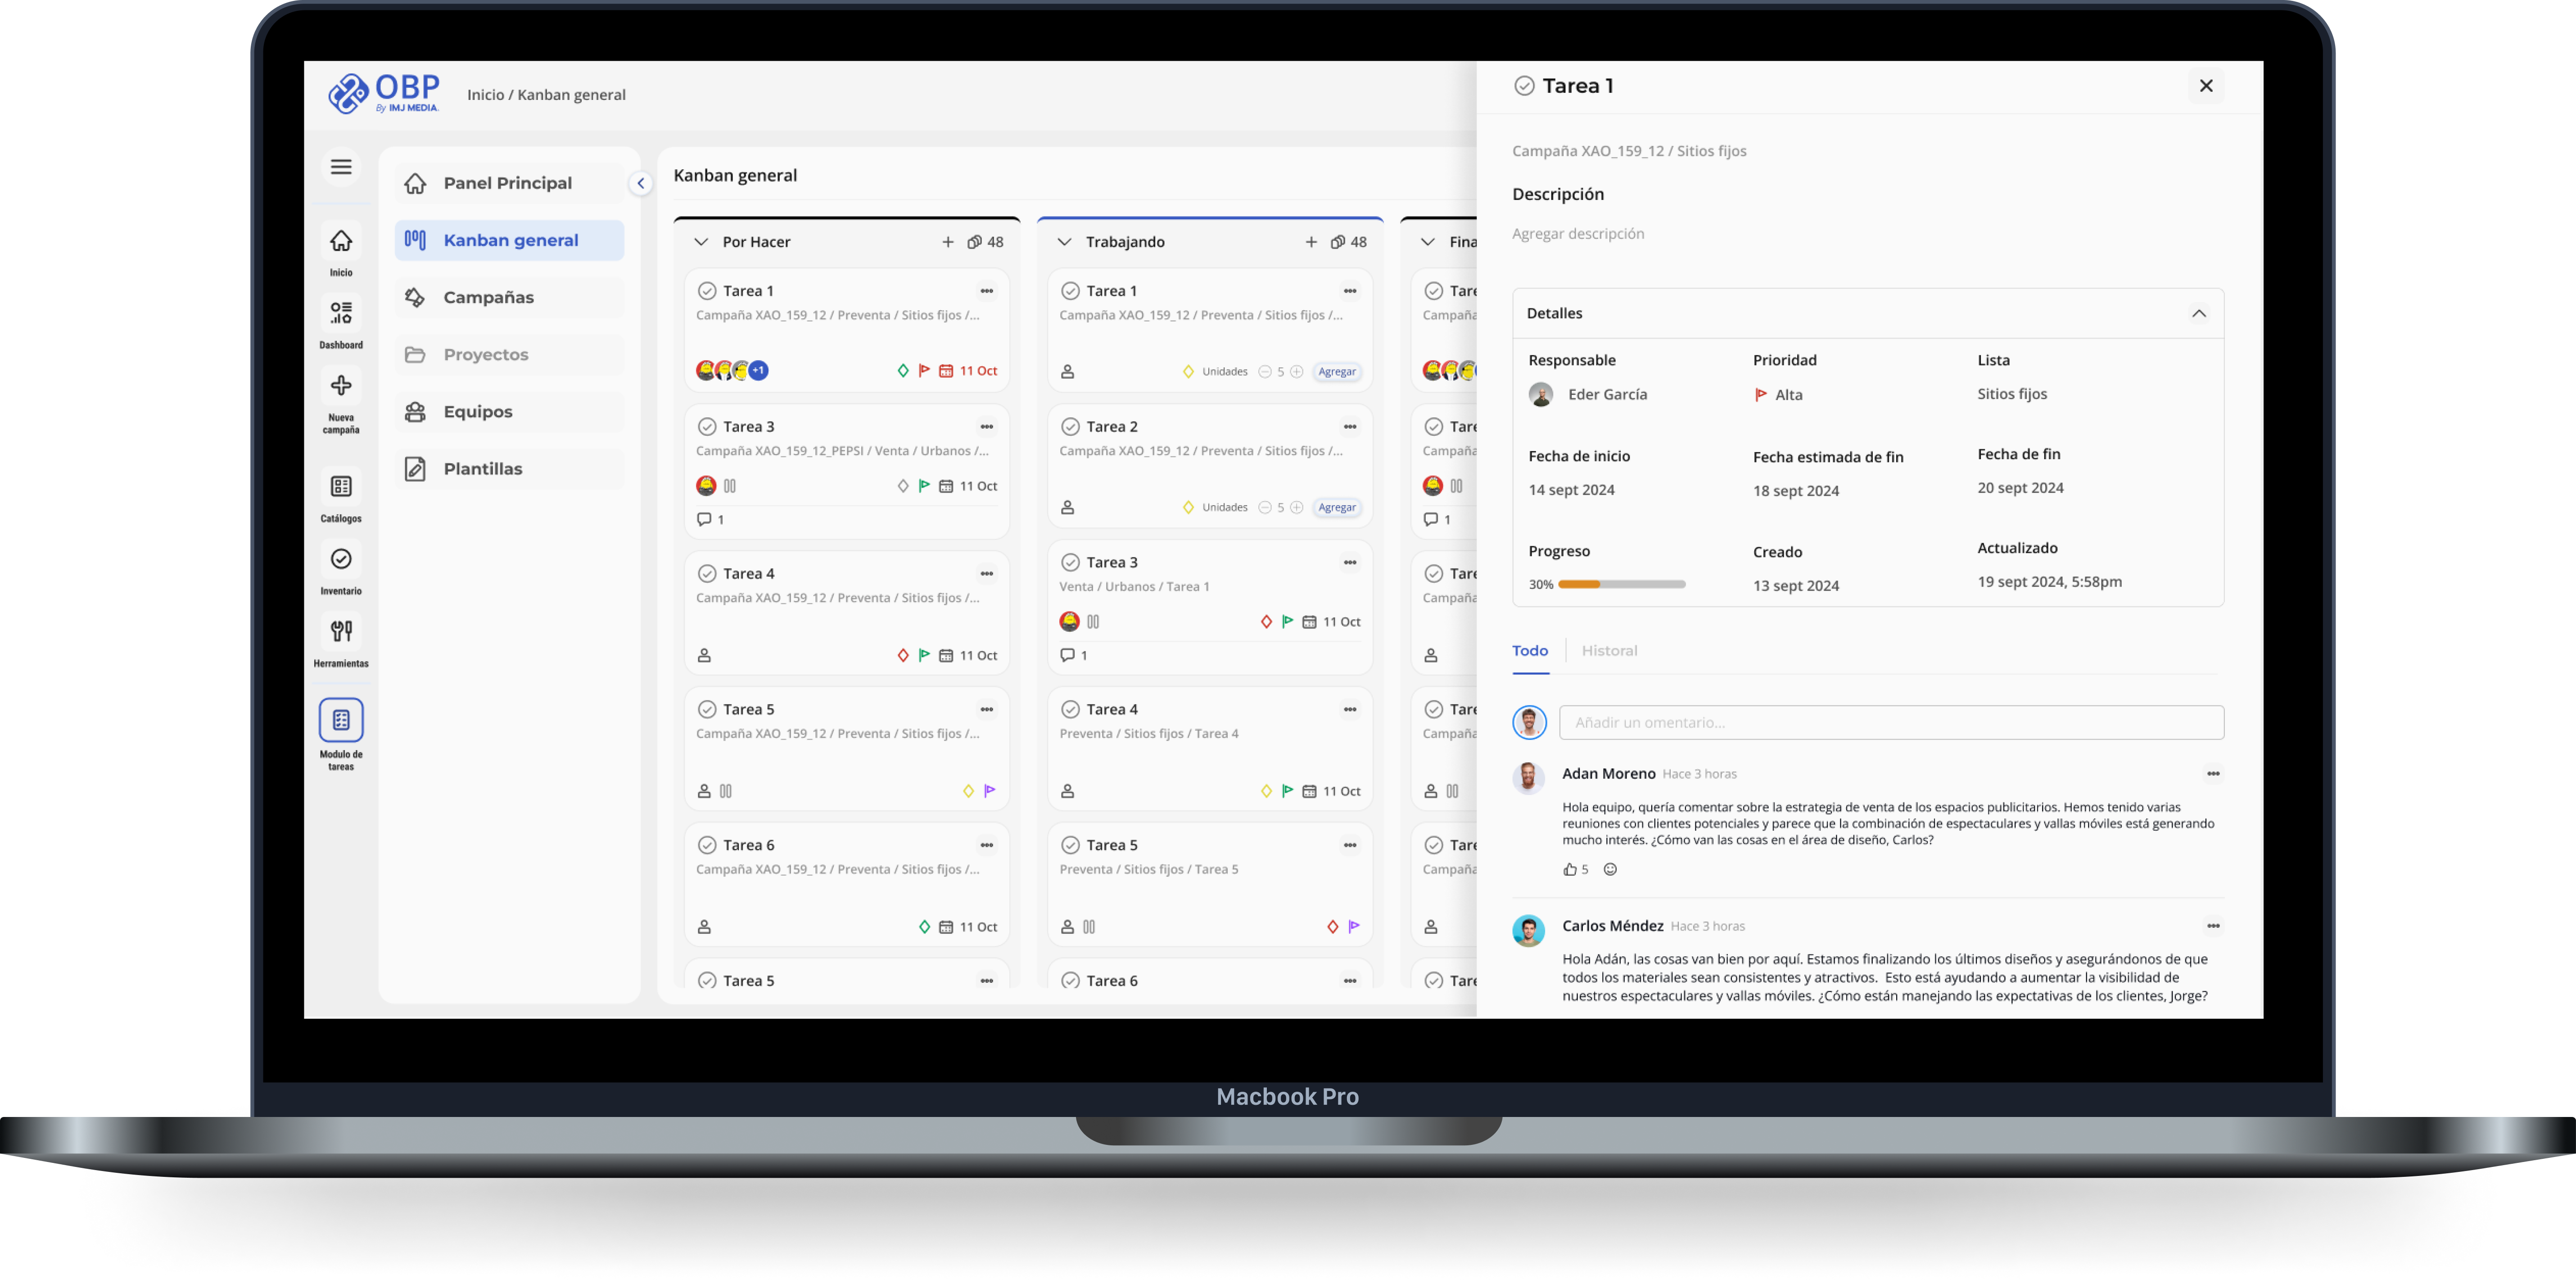 OBP
By IMJ MEDIA.
Inicio / Kanban general
Inicio
Dashboard
Nueva
campaña
Catálogos
Inventario
Herramientas
Modulo de
tareas
Panel Principal
Kanban general
Campañas
Proyectos
Equipos
Plantillas
Kanban general
Por Hacer
48
Tarea 1
Campaña XAO_159_12 / Preventa / Sitios fijos /...
+1
11 Oct
Tarea 3
Campaña XAO_159_12_PEPSI / Venta / Urbanos /...
11 Oct
1
Tarea 4
Campaña XAO_159_12 / Preventa / Sitios fijos /...
11 Oct
Tarea 5
Campaña XAO_159_12 / Preventa / Sitios fijos /...
Tarea 6
Campaña XAO_159_12 / Preventa / Sitios fijos /...
11 Oct
Tarea 5
Trabajando
48
Tarea 1
Campaña XAO_159_12 / Preventa / Sitios fijos /...
Unidades 5 Agregar
Tarea 2
Campaña XAO_159_12 / Preventa / Sitios fijos /...
Unidades 5 Agregar
Tarea 3
Venta / Urbanos / Tarea 1
11 Oct
1
Tarea 4
Preventa / Sitios fijos / Tarea 4
11 Oct
Tarea 5
Preventa / Sitios fijos / Tarea 5
Tarea 6
Fina
Tare
Campaña
Tare
Campaña
1
Tare
Campaña
Tare
Campaña
Tare
Campaña
Tare
Tarea 1
Campaña XAO_159_12 / Sitios fijos
Descripción
Agregar descripción
Detalles
Responsable Prioridad Lista
Eder García Alta Sitios fijos
Fecha de inicio Fecha estimada de fin Fecha de fin
14 sept 2024 18 sept 2024 20 sept 2024
Progreso Creado Actualizado
30% 13 sept 2024 19 sept 2024, 5:58pm
Todo Historal
Añadir un omentario...
Adan Moreno Hace 3 horas
Hola equipo, quería comentar sobre la estrategia de venta de los espacios publicitarios. Hemos tenido varias
reuniones con clientes potenciales y parece que la combinación de espectaculares y vallas móviles está generando
mucho interés. ¿Cómo van las cosas en el área de diseño, Carlos?
5
Carlos Méndez Hace 3 horas
Hola Adán, las cosas van bien por aquí. Estamos finalizando los últimos diseños y asegurándonos de que
todos los materiales sean consistentes y atractivos. Esto está ayudando a aumentar la visibilidad de
nuestros espectaculares y vallas móviles. ¿Cómo están manejando las expectativas de los clientes, Jorge?
Macbook Pro